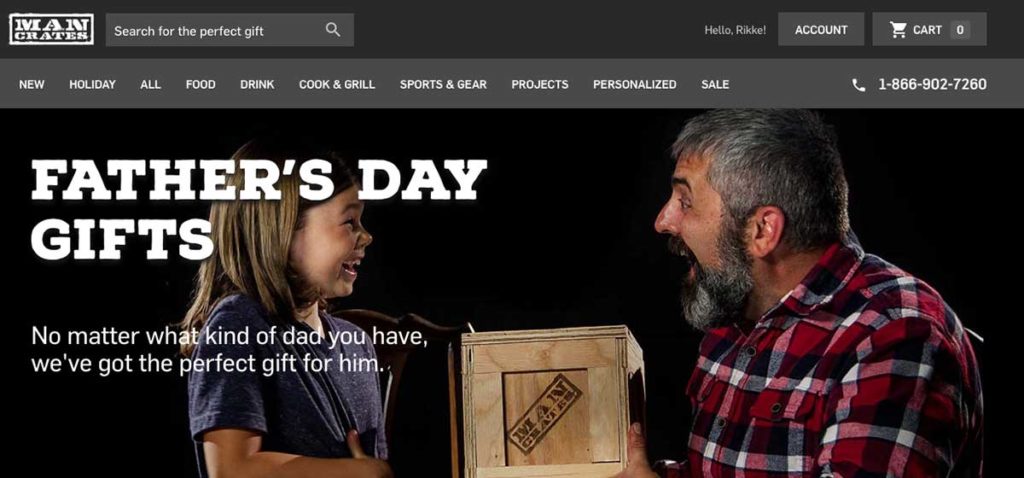 MAN
CRATES
Search for the perfect gift
Hello, Rikke!
ACCOUNT
CART 0
NEW HOLIDAY ALL FOOD DRINK COOK & GRILL SPORTS & GEAR PROJECTS PERSONALIZED SALE 1-866-902-7260
FATHER'S DAY
GIFTS
No matter what kind of dad you have,
we've got the perfect gift for him.
MAN
CRATES